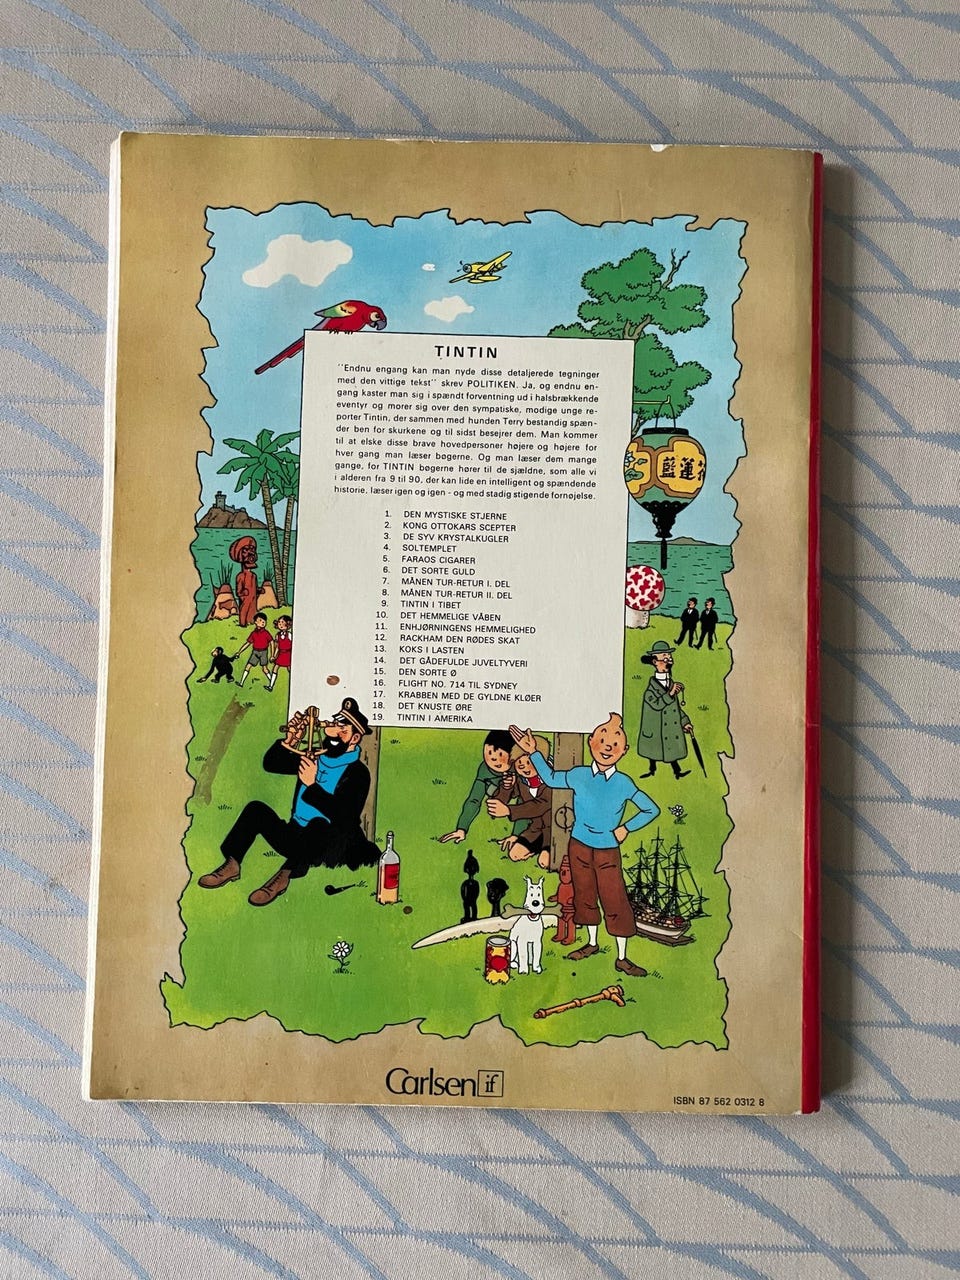 TINTIN
"Endnu engang kan man nyde disse detaljerede tegninger
med den vittige tekst" skrev POLITIKEN. Ja, og endnu en-
gang kaster man sig i spændt forventning ud i halsbrækkende
eventyr og morer sig over den sympatiske, modige unge re-
porter Tintin, der sammen med hunden Terry bestandig spæn-
der ben for skurkene og til sidst besejrer dem. Man kommer
til at elske disse brave hovedpersoner højere og højere for
hver gang man læser bøgerne. Og man læser dem mange
gange, for TINTIN bøgerne hører til de sjældne, som alle vi
i alderen fra 9 til 90, der kan lide en intelligent og spændende
historie, læser igen og igen - og med stadig stigende fornøjelse.
1. DEN MYSTISKE STJERNE
2. KONG OTTOKARS SCEPTER
3. DE SYV KRYSTALKUGLER
4. SOLTEMPLET
5. FARAOS CIGARER
6. DET SORTE GULD
7. MÅNEN TUR-RETUR I. DEL
8. MÅNEN TUR-RETUR II. DEL
9. TINTIN I TIBET
10. DET HEMMELIGE VÅBEN
11. ENHJØRNINGENS HEMMELIGHED
12. RACKHAM DEN RØDES SKAT
13. KOKS I LASTEN
14. DET GÅDEFULDE JUVELTYVERI
15. DEN SORTE Ø
16. FLIGHT NO. 714 TIL SYDNEY
17. KRABBEN MED DE GYLDNE KLØER
18. DET KNUSTE ØRE
19. TINTIN I AMERIKA
藍蓮
Carlsen if
ISBN 87 562 0312 8